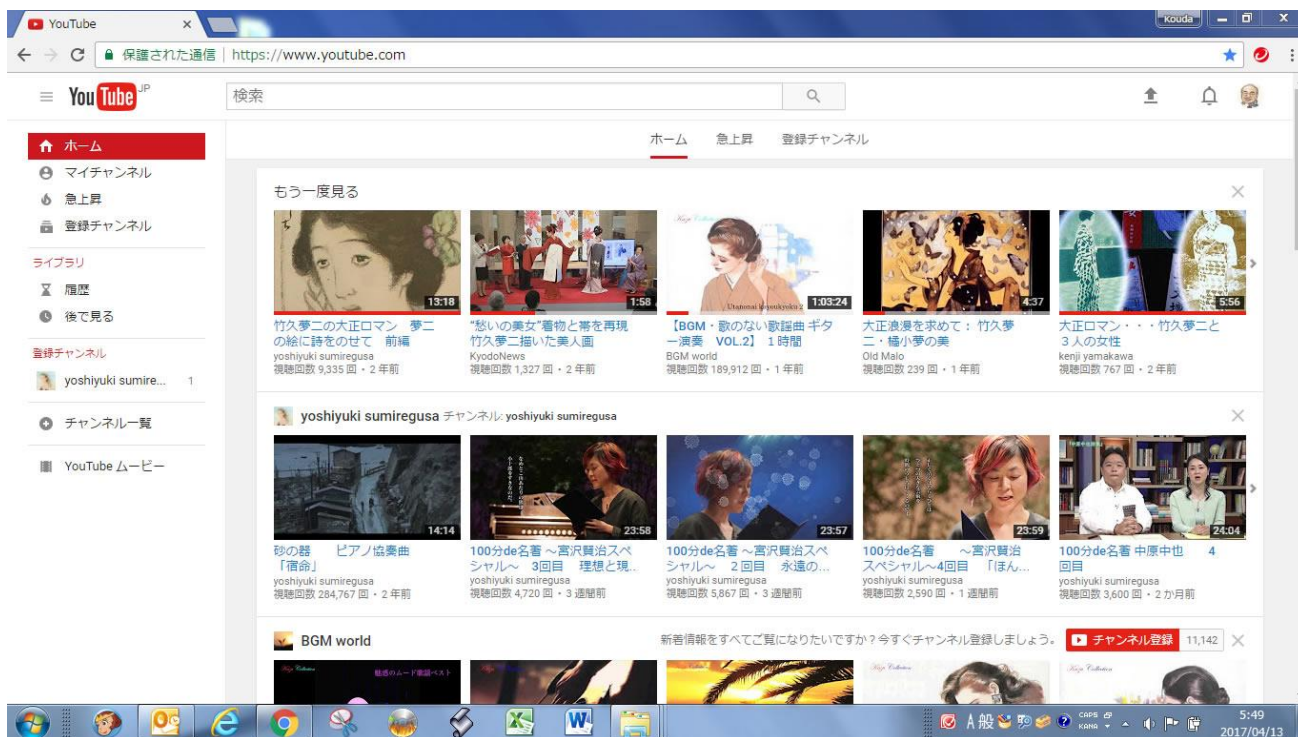 YouTube
Kouda
保護された通信 | https://www.youtube.com
YouTube JP
検索
ホーム 急上昇 登録チャンネル
ホーム
マイチャンネル
急上昇
登録チャンネル
ライブラリ
履歴
後で見る
登録チャンネル
yoshiyuki sumire... 1
チャンネル一覧
YouTube ムービー
もう一度見る
13:18
竹久夢二の大正ロマン 夢二
の絵に詩をのせて 前編
yoshiyuki sumiregusa
視聴回数 9,335 回・2 年前
1:58
“愁いの美女”着物と帯を再現
竹久夢二描いた美人画
KyodoNews
視聴回数 1,327 回・2 年前
1:03:24
【BGM・歌のない歌謡曲 ギタ
ー演奏 VOL.2】 1 時間
BGM world
視聴回数 189,912 回・1 年前
4:37
大正浪漫を求めて: 竹久夢
二・橘小夢の美
Old Maio
視聴回数 239 回・1 年前
5:56
大正ロマン・・・竹久夢二と
3人の女性
kenji yamakawa
視聴回数 767 回・2 年前
yoshiyuki sumiregusa チャンネル: yoshiyuki sumiregusa
14:14
砂の器 ピアノ協奏曲
「宿命」
yoshiyuki sumiregusa
視聴回数 284,767 回・2 年前
23:58
100分de名著 ~宮沢賢治スペ
シャル~ 3回目 理想と現...
yoshiyuki sumiregusa
視聴回数 4,720 回・3 週間前
23:57
100分de名著 ~宮沢賢治スペ
シャル~ 2回目 永遠の...
yoshiyuki sumiregusa
視聴回数 5,867 回・3 週間前
23:59
100分de名著 ~宮沢賢治
スペシャル~4回目 「ほん...
yoshiyuki sumiregusa
視聴回数 2,590 回・1 週間前
24:04
100分de名著 中原中也 4
回目
yoshiyuki sumiregusa
視聴回数 3,600 回・2 か月前
BGM world
新着情報をすべてご覧になりたいですか?今すぐチャンネル登録しましょう。
チャンネル登録 11,142
魅惑のムード歌謡ベスト
A 般
CAPS
KANA
5:49
2017/04/13